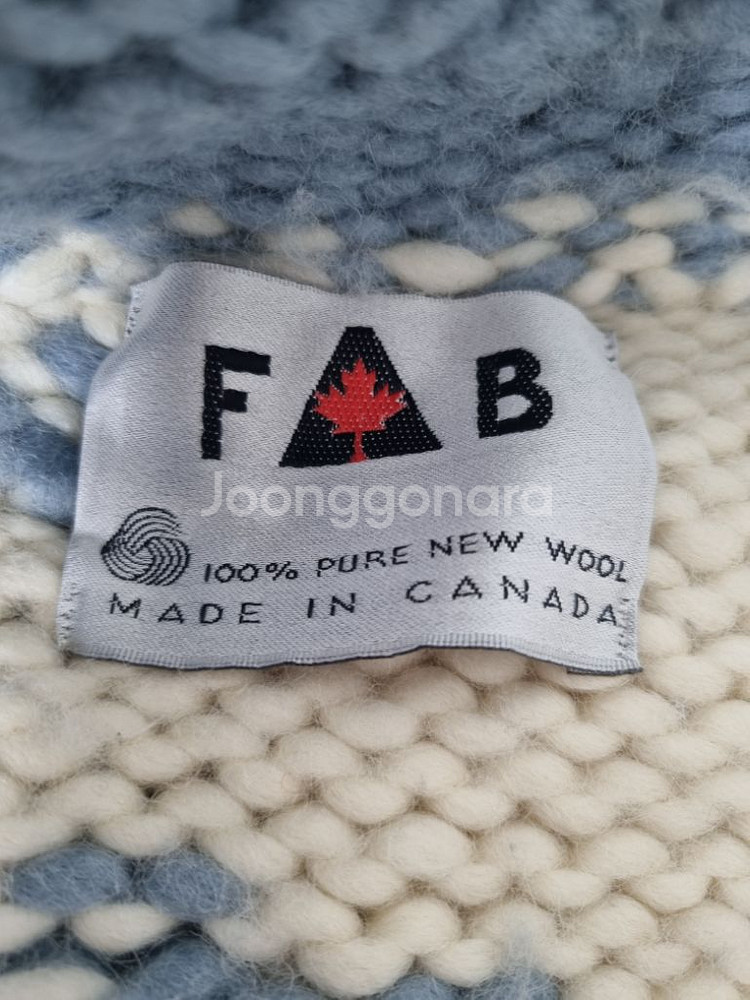 FAB
Joonggonara
100% PURE NEW WOOL
MADE IN CANADA